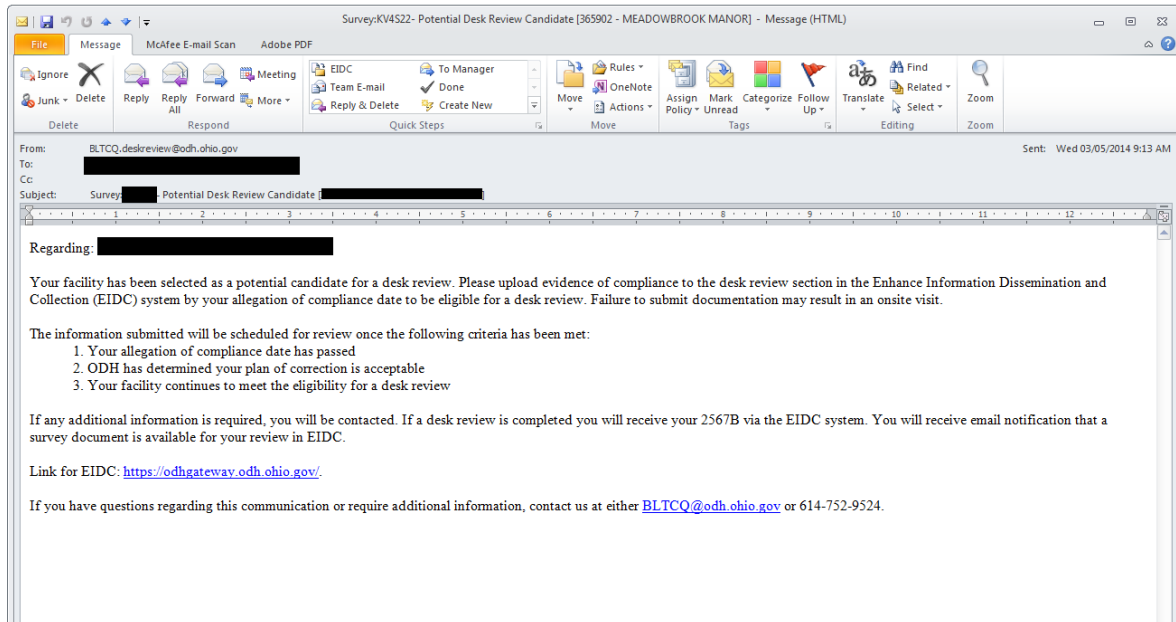 Survey:KV4S22- Potential Desk Review Candidate [365902 - MEADOWBROOK MANOR] - Message (HTML)
File Message McAfee E-mail Scan Adobe PDF
Ignore
Junk
Delete
Reply
Reply All
Forward
Meeting
More
EIDC
Team E-mail
Reply & Delete
To Manager
Done
Create New
Move
Rules
OneNote
Actions
Assign Policy
Mark Unread
Categorize
Follow Up
Translate
Find
Related
Select
Zoom
Delete Respond Quick Steps Move Tags Editing Zoom
From: BLTCQ.deskreview@odh.ohio.gov Sent: Wed 03/05/2014 9:13 AM
To:
Cc:
Subject: Survey: - Potential Desk Review Candidate [ ]
1 2 3 4 5 6 7 8 9 10 11 12
Regarding:
Your facility has been selected as a potential candidate for a desk review. Please upload evidence of compliance to the desk review section in the Enhance Information Dissemination and
Collection (EIDC) system by your allegation of compliance date to be eligible for a desk review. Failure to submit documentation may result in an onsite visit.
The information submitted will be scheduled for review once the following criteria has been met:
1. Your allegation of compliance date has passed
2. ODH has determined your plan of correction is acceptable
3. Your facility continues to meet the eligibility for a desk review
If any additional information is required, you will be contacted. If a desk review is completed you will receive your 2567B via the EIDC system. You will receive email notification that a
survey document is available for your review in EIDC.
Link for EIDC: https://odhgateway.odh.ohio.gov/.
If you have questions regarding this communication or require additional information, contact us at either BLTCQ@odh.ohio.gov or 614-752-9524.